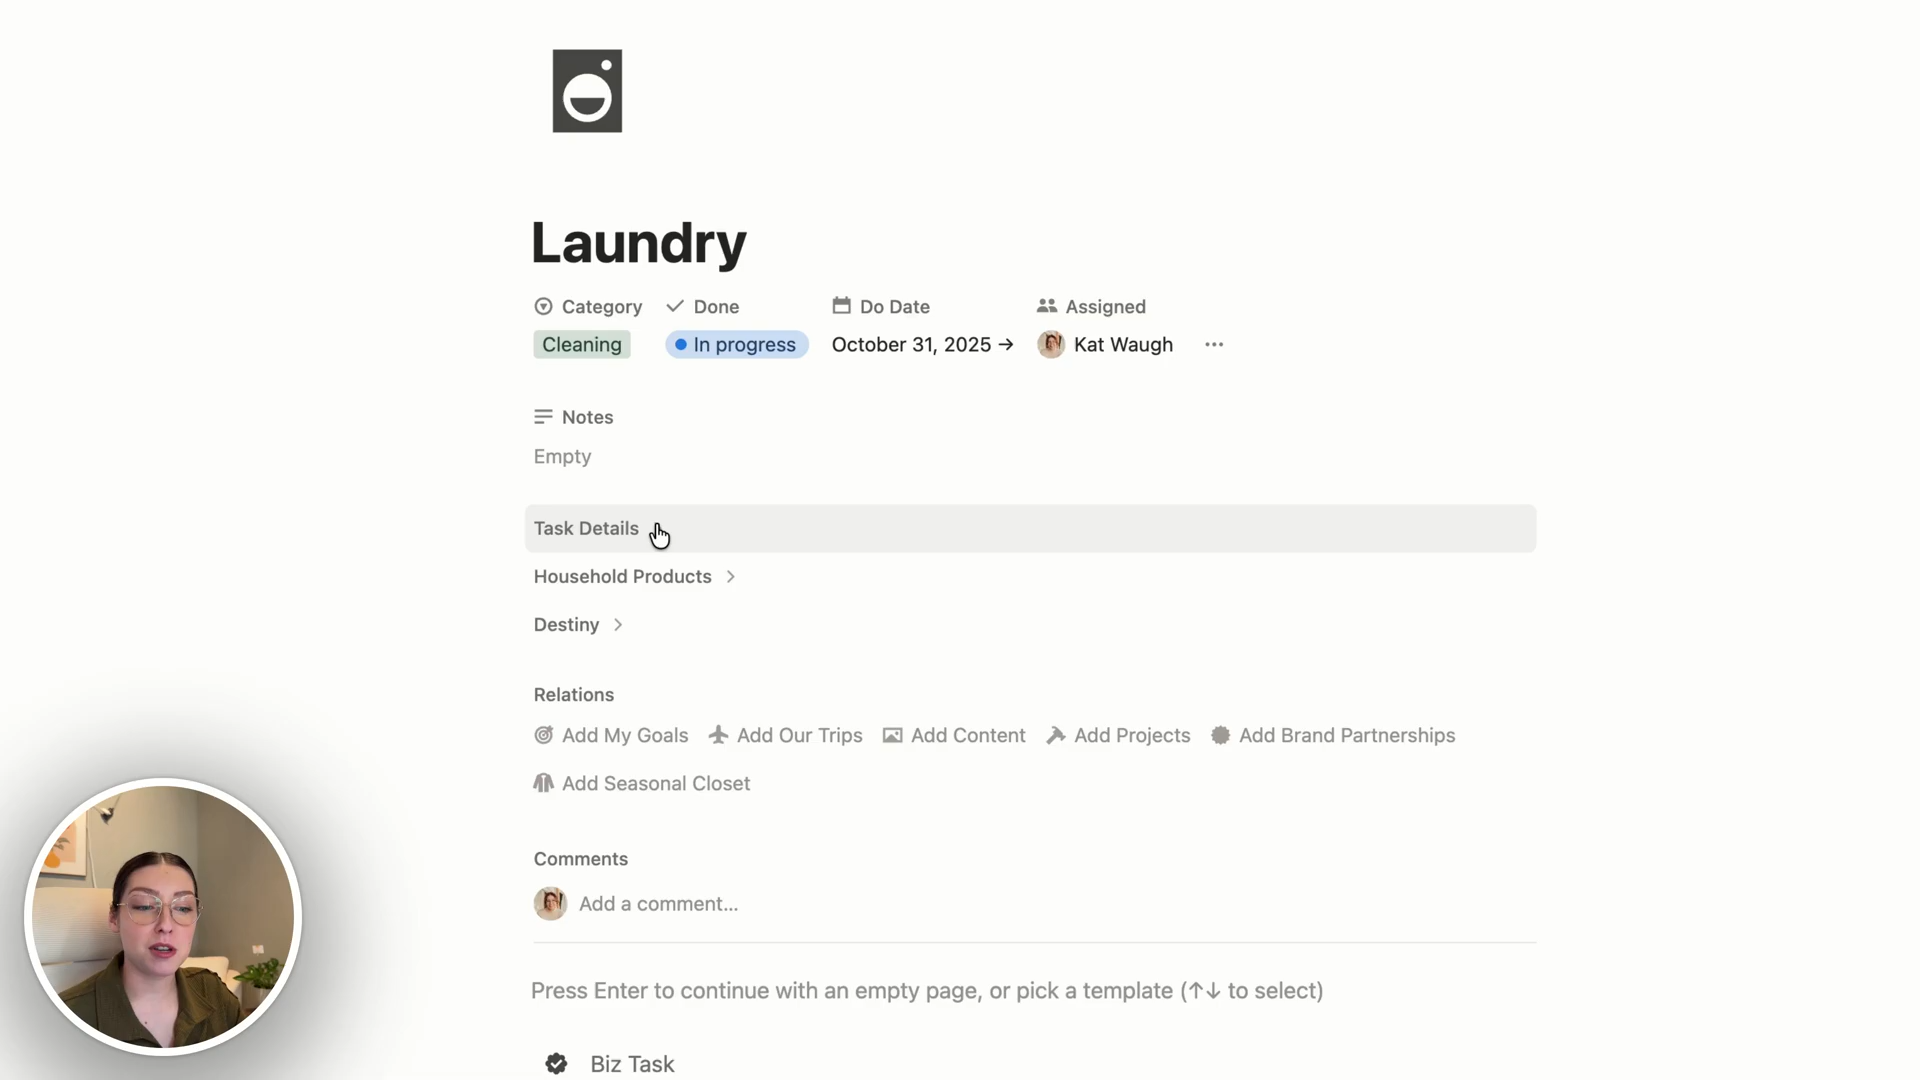 Laundry
Category Done Do Date Assigned
Cleaning In progress October 31, 2025 → Kat Waugh ...
Notes
Empty
Task Details
Household Products
Destiny
Relations
Add My Goals Add Our Trips Add Content Add Projects Add Brand Partnerships
Add Seasonal Closet
Comments
Add a comment...
Press Enter to continue with an empty page, or pick a template (↑↓ to select)
Biz Task